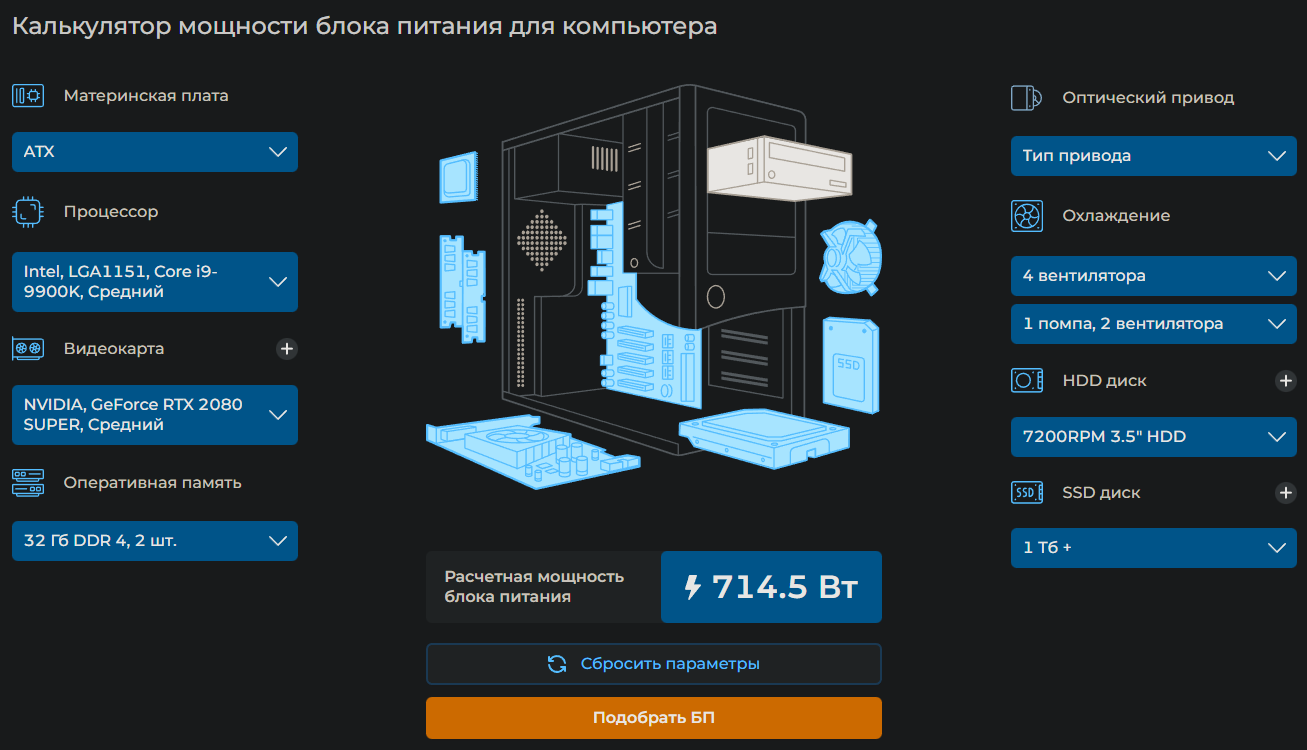 Калькулятор мощности блока питания для компьютера
Материнская плата
ATX
Процессор
Intel, LGA1151, Core i9-
9900K, Средний
Видеокарта
NVIDIA, GeForce RTX 2080
SUPER, Средний
Оперативная память
32 Гб DDR 4, 2 шт.
SSD
Расчетная мощность
блока питания
714.5 Вт
Сбросить параметры
Подобрать БП
Оптический привод
Тип привода
Охлаждение
4 вентилятора
1 помпа, 2 вентилятора
HDD диск
7200RPM 3.5" HDD
SSD
SSD диск
1 Тб +